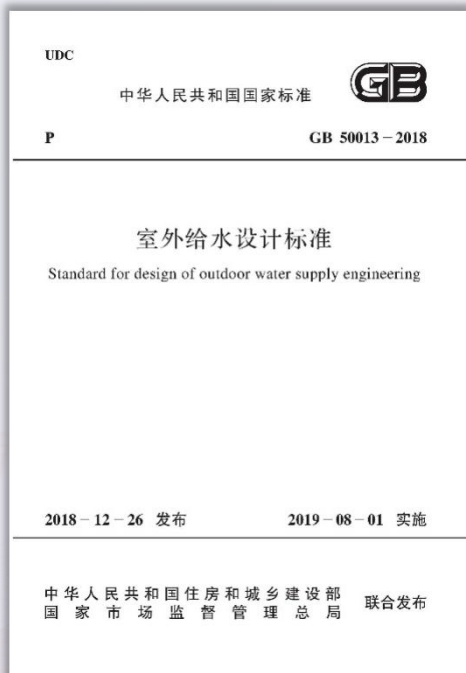 UDC
中华人民共和国国家标准
GB
P
GB 50013-2018
室外给水设计标准
Standard for design of outdoor water supply engineering
2018-12-26 发布
2019-08-01 实施
中华人民共和国住房和城乡建设部
国家市场监督管理总局
联合发布